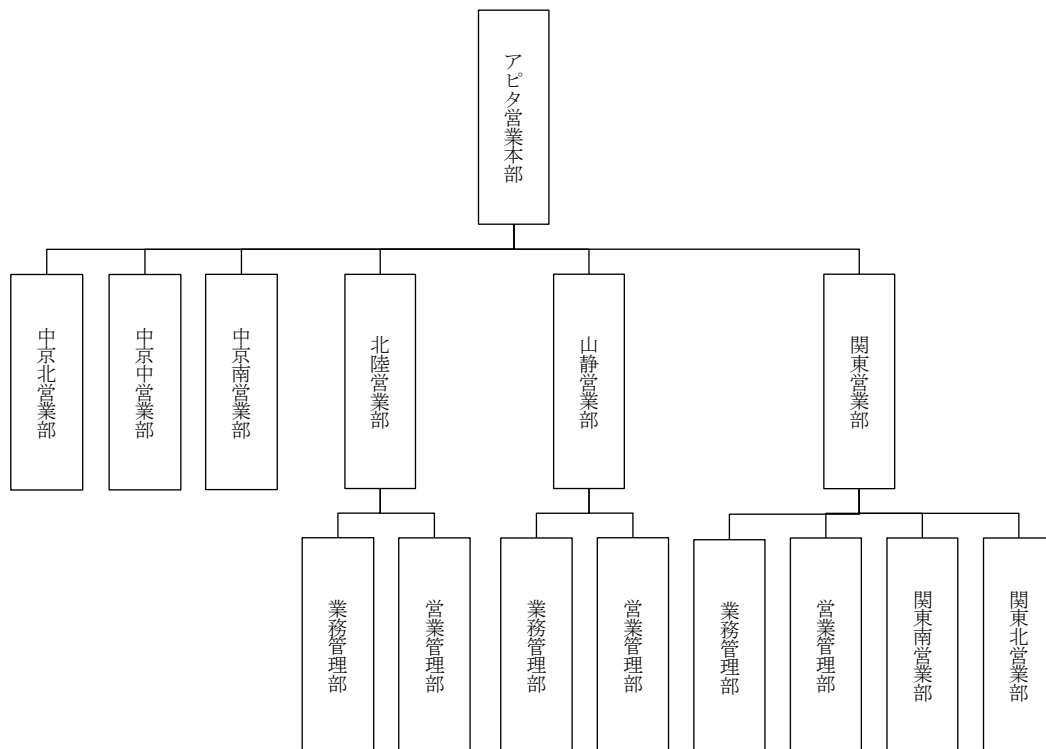 アピタ営業本部
中京北営業部
中京中営業部
中京南営業部
北陸営業部
山静営業部
関東営業部
業務管理部
営業管理部
業務管理部
営業管理部
業務管理部
営業管理部
関東南営業部
関東北営業部